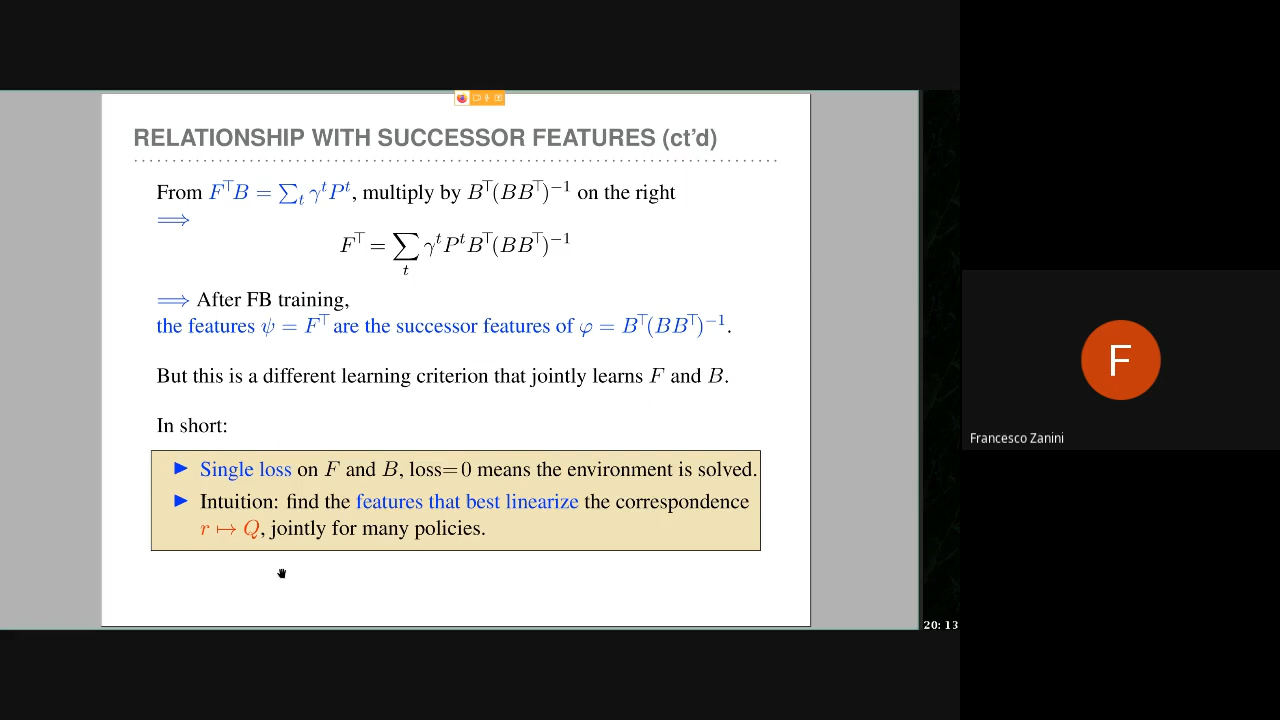 RELATIONSHIP WITH SUCCESSOR FEATURES (ct'd)
From F⊤B = ∑ₜ γᵗPᵗ, multiply by B⊤(BB⊤)⁻¹ on the right
⟹
F⊤ = ∑ₜ γᵗPᵗB⊤(BB⊤)⁻¹
⟹ After FB training,
the features ψ = F⊤ are the successor features of φ = B⊤(BB⊤)⁻¹.
But this is a different learning criterion that jointly learns F and B.
In short:
▶ Single loss on F and B, loss=0 means the environment is solved.
▶ Intuition: find the features that best linearize the correspondence
r ↦ Q, jointly for many policies.
20:13
F
Francesco Zanini